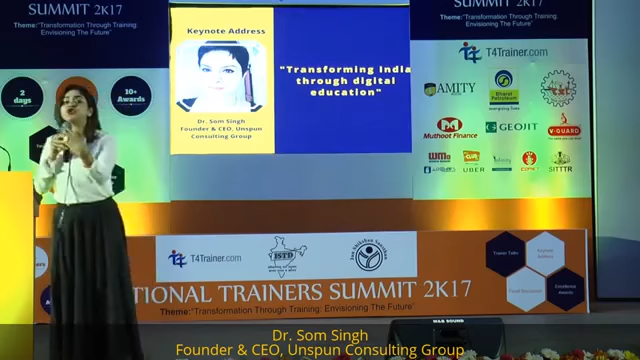 SUMMIT 2K17
Theme:"Transformation Through Training:
Envisioning The Future"
2
days
10+
Awards
Keynote Address
Dr. Som Singh
Founder & CEO, Unspun
Consulting Group
"Transforming India
through digital
education"
SUMMIT 2K17
Theme:"Transformation Through Training:
Envisioning The Future"
T4Trainer.com
AMITY
Bharat
Petroleum
Muthoot Finance
GEOJIT
V-GUARD
UBER
SITTTR
T4Trainer.com
ISTD
TIONAL TRAINERS SUMMIT 2K17
Theme:"Transformation Through Training: Envisioning The Future"
Trainer Talks
Keynote
Address
Panel Discussion
Excellence
Awards
M&B SOUND
Dr. Som Singh
Founder & CEO, Unspun Consulting Group